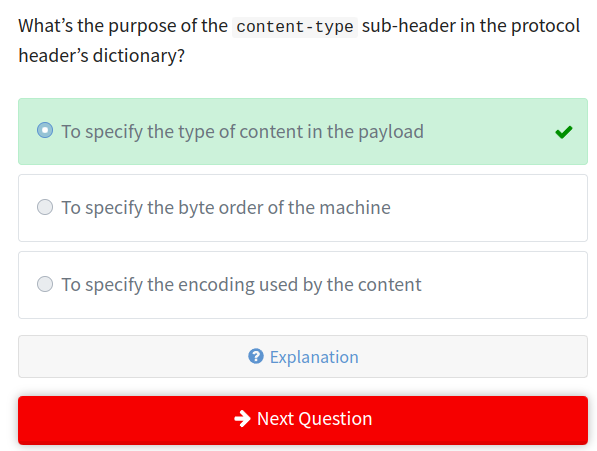 What’s the purpose of the content-type sub-header in the protocol
header’s dictionary?
To specify the type of content in the payload
To specify the byte order of the machine
To specify the encoding used by the content
Explanation
Next Question